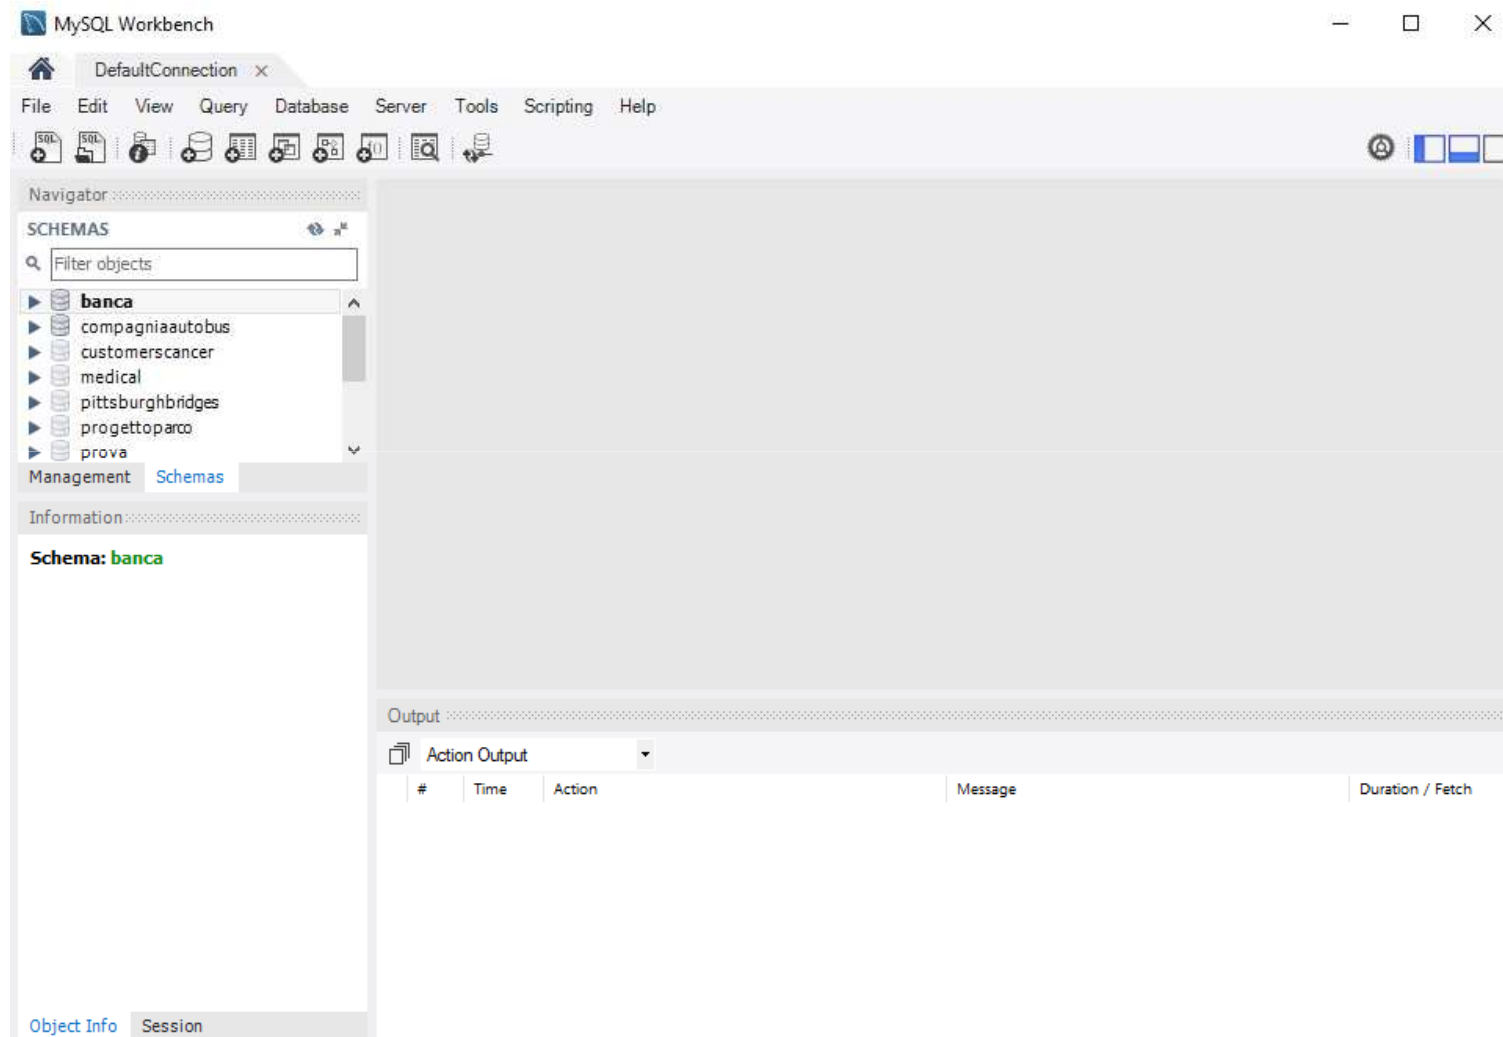 MySQL Workbench
DefaultConnection
File Edit View Query Database Server Tools Scripting Help
SQL SQL
Navigator
SCHEMAS
Filter objects
banca
compagniaautobus
customerscancer
medical
pittsburghbridges
progettoparco
prova
Management Schemas
Information
Schema: banca
Output
Action Output
# Time Action Message Duration / Fetch
Object Info Session